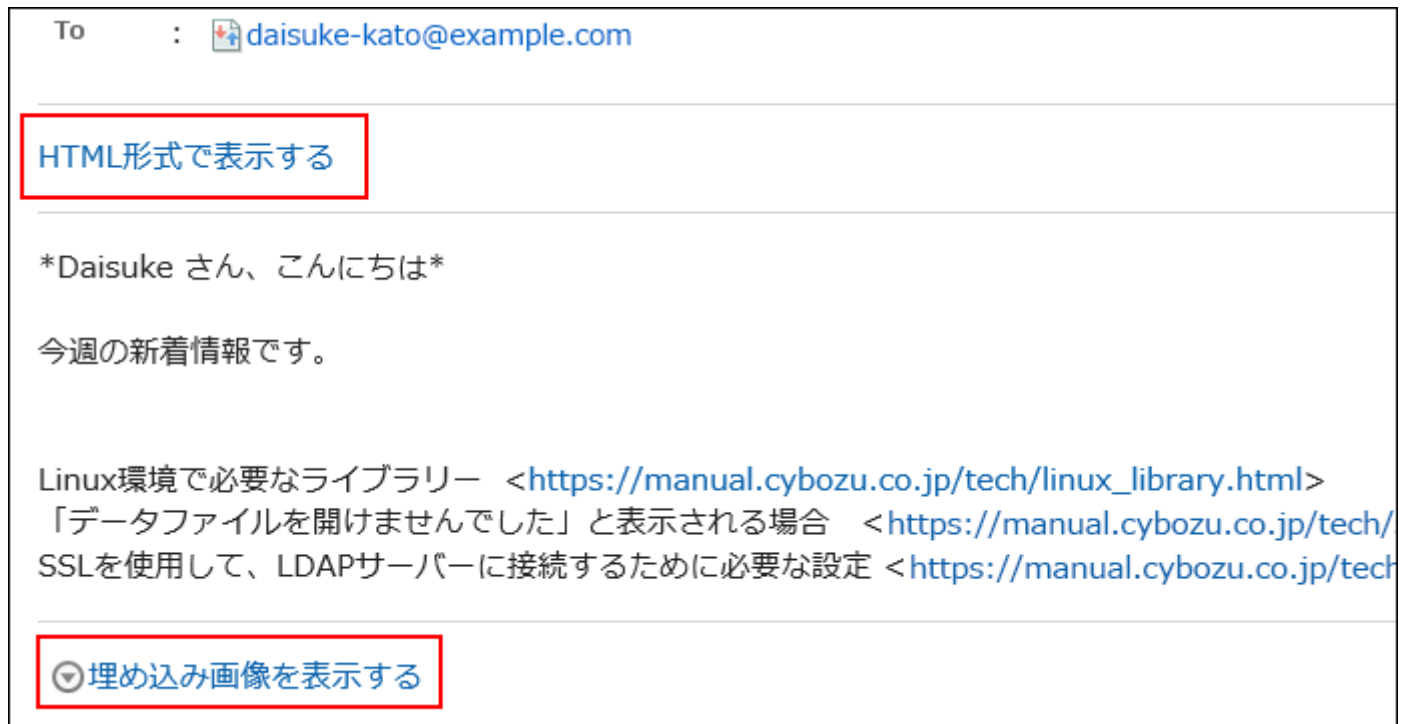 To : daisuke-kato@example.com
HTML形式で表示する
*Daisuke さん、こんにちは*
今週の新着情報です。
Linux環境で必要なライブラリー <https://manual.cybozu.co.jp/tech/linux_library.html>
「データファイルを開けませんでした」と表示される場合 <https://manual.cybozu.co.jp/tech/
SSLを使用して、LDAPサーバーに接続するために必要な設定 <https://manual.cybozu.co.jp/tech
埋め込み画像を表示する